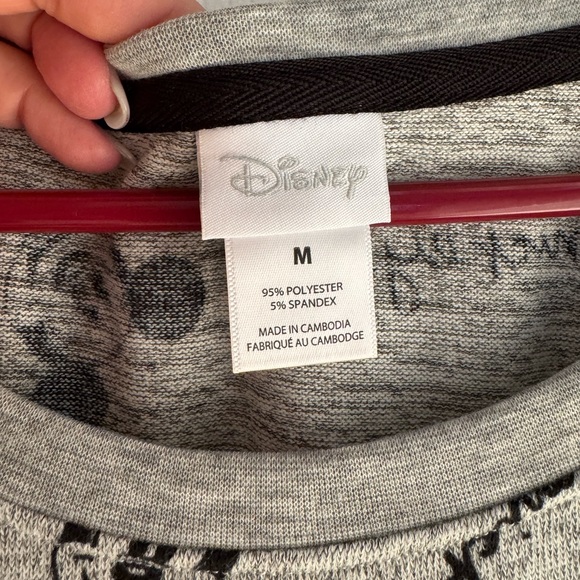 Disney
M
95% POLYESTER
5% SPANDEX
MADE IN CAMBODIA
FABRIQUÉ AU CAMBODGE